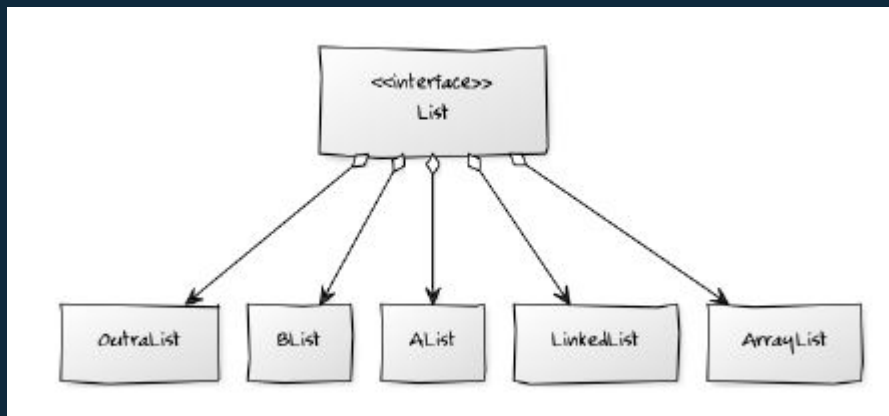 <<interface>>
List
OutraList
BList
AList
LinkedList
ArrayList